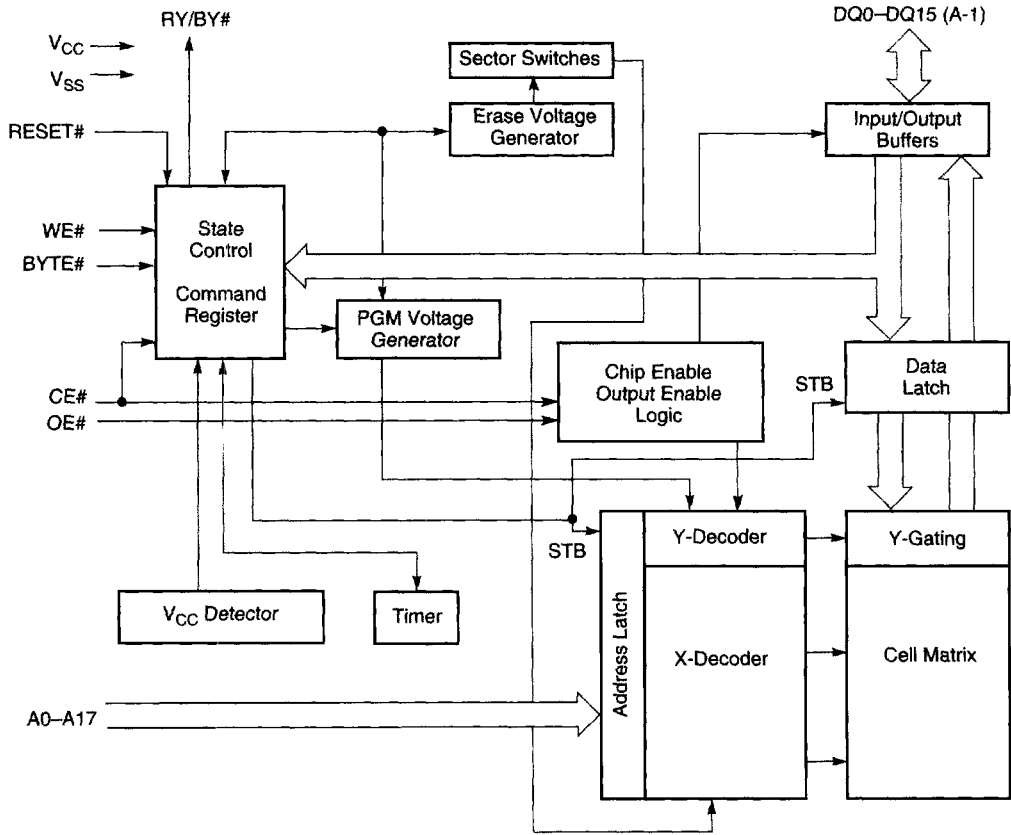 RY/BY#
DQ0–DQ15 (A-1)
VCC
VSS
Sector Switches
Erase Voltage
Generator
Input/Output
Buffers
RESET#
WE#
BYTE#
State
Control
Command
Register
PGM Voltage
Generator
Chip Enable
Output Enable
Logic
STB
Data
Latch
CE#
OE#
STB
Address Latch
Y-Decoder
Y-Gating
VCC Detector
Timer
X-Decoder
Cell Matrix
A0–A17